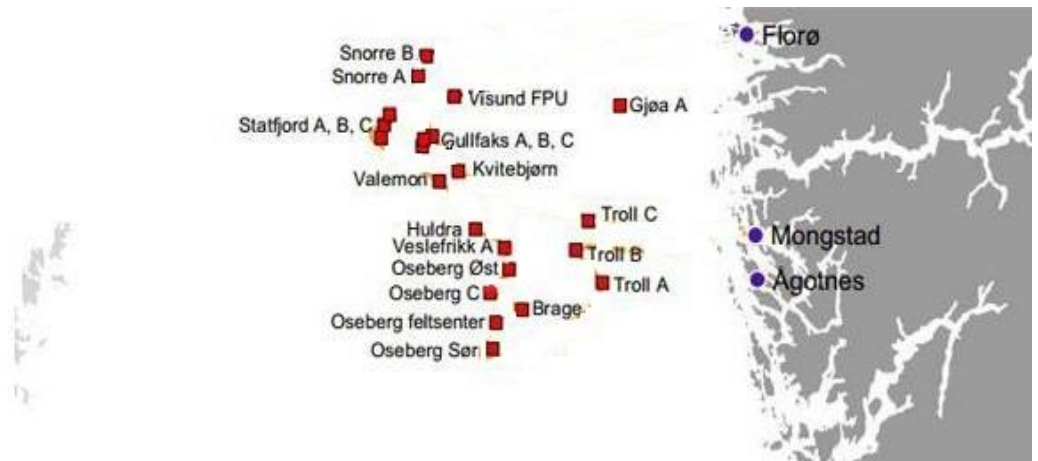 Florø
Snorre B
Snorre A
Visund FPU
Gjøa A
Statfjord A, B, C
Gullfaks A, B, C
Kvitebjørn
Valemon
Troll C
Huldra
Mongstad
Veslefrikk A
Troll B
Oseberg Øst
Ågotnes
Troll A
Oseberg C
Brage
Oseberg feltsenter
Oseberg Sør